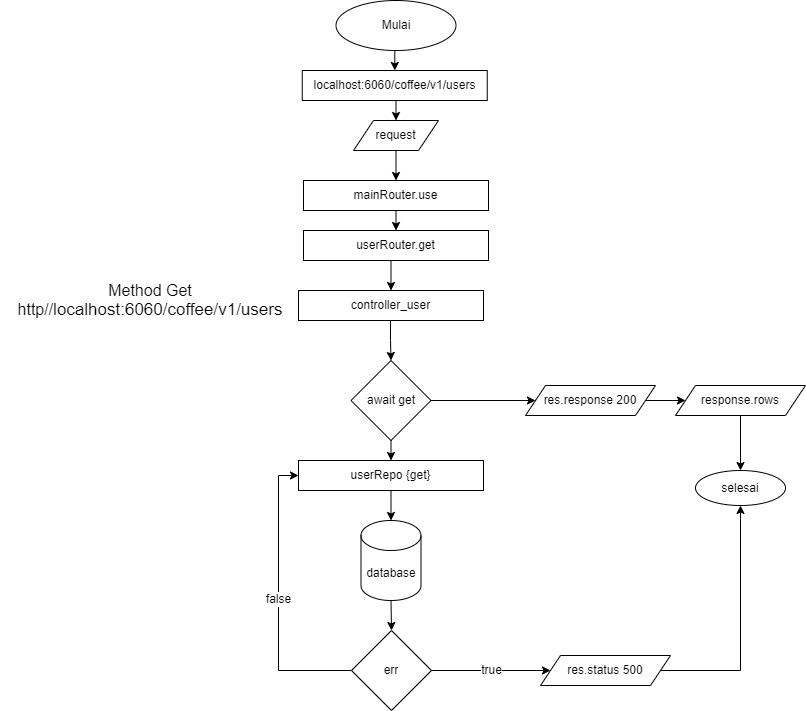 Mulai
localhost:6060/coffee/v1/users
request
mainRouter.use
userRouter.get
Method Get
http//localhost:6060/coffee/v1/users
controller_user
await get
res.response 200
response.rows
userRepo {get}
selesai
database
false
err
true
res.status 500